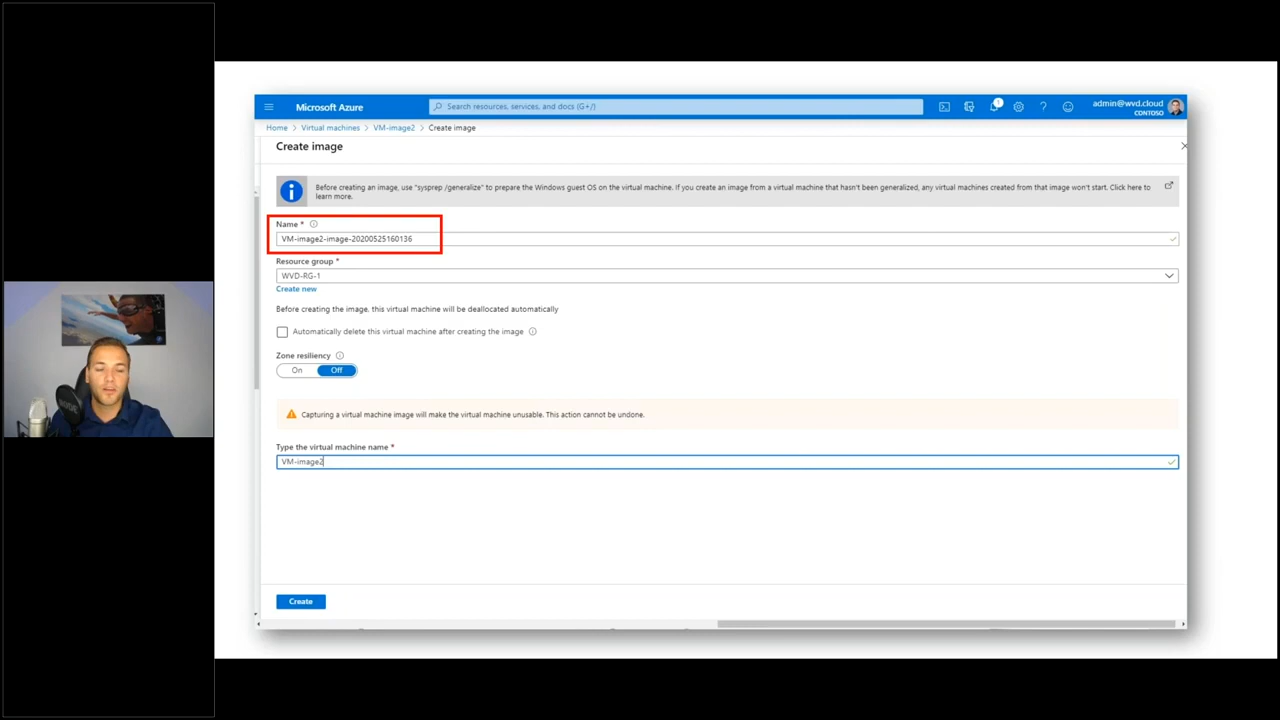 Microsoft Azure
Search resources, services, and docs (G+/)
1
admin@wvd.cloud
CONTOSO
Home > Virtual machines > VM-image2 > Create image
Create image
Before creating an image, use "sysprep /generalize" to prepare the Windows guest OS on the virtual machine. If you create an image from a virtual machine that hasn't been generalized, any virtual machines created from that image won't start. Click here to
learn more.
Name *
VM-image2-image-20200525160136
Resource group *
WVD-RG-1
Create new
Before creating the image, this virtual machine will be deallocated automatically
Automatically delete this virtual machine after creating the image
Zone resiliency
On Off
Capturing a virtual machine image will make the virtual machine unusable. This action cannot be undone.
Type the virtual machine name *
VM-image2
Create
RODE